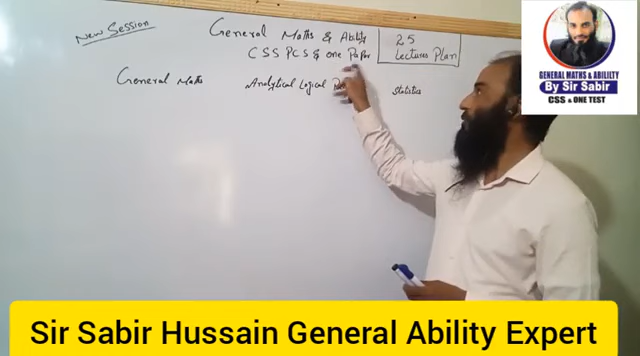 New Session
General Maths & Ability
CSS PCS & One Paper
25
Lectures Plan
General Maths
Analytical Logical
Statistics
GENERAL MATHS & ABILILITY
By Sir Sabir
CSS & ONE TEST
Sir Sabir Hussain General Ability Expert